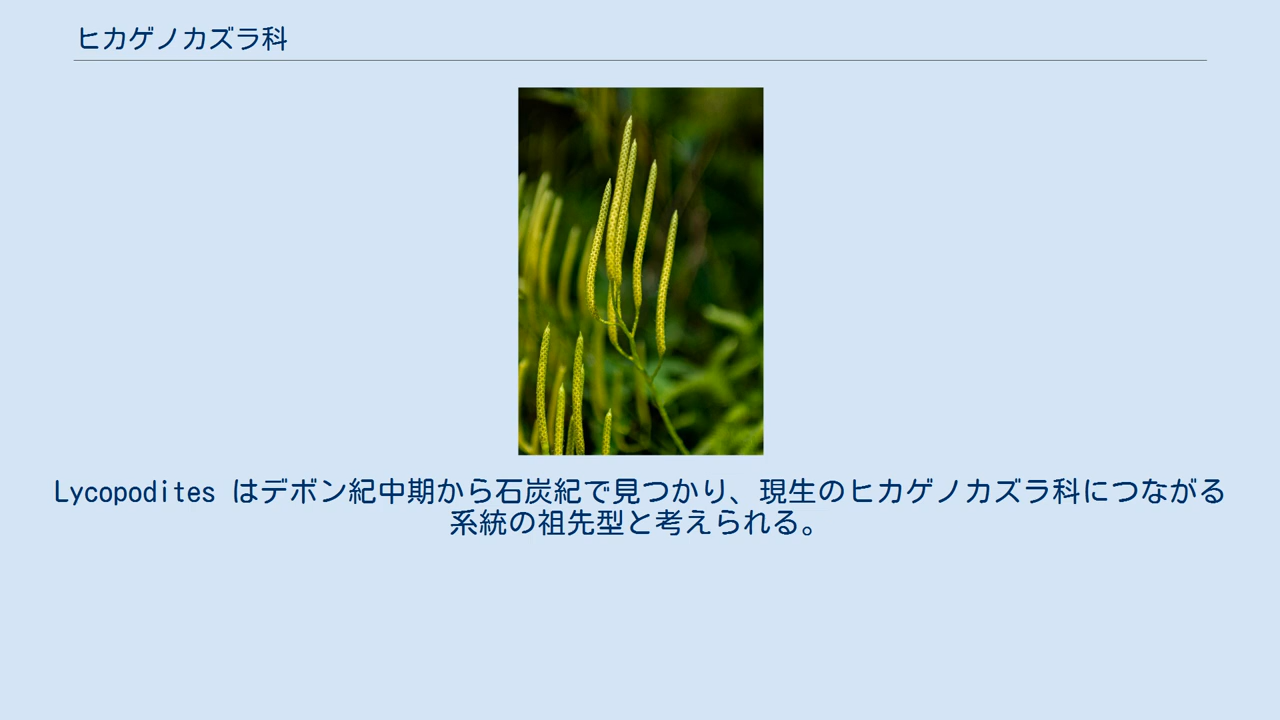 ヒカゲノカズラ科
Lycopodites はデボン紀中期から石炭紀で見つかり、現生のヒカゲノカズラ科につながる
系統の祖先型と考えられる。